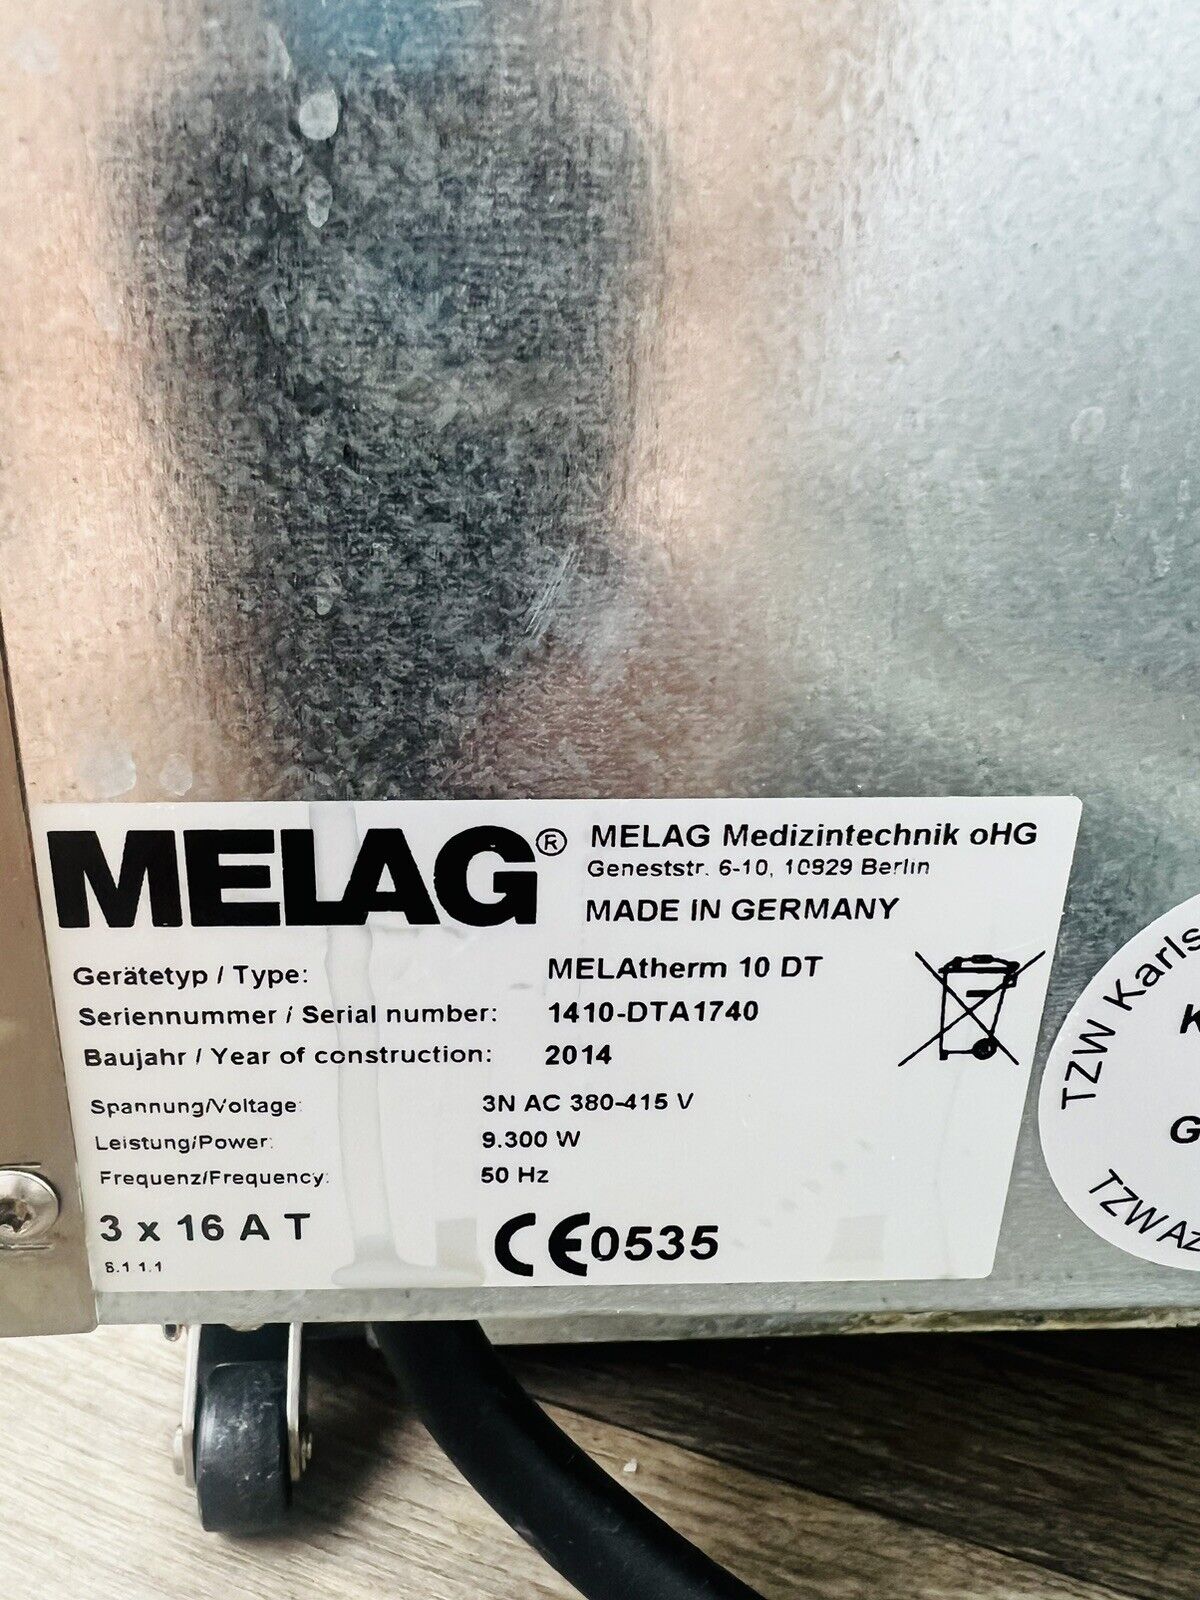 MELAG®
MELAG Medizintechnik oHG
Geneststr. 6-10, 10829 Berlin
MADE IN GERMANY
Gerätetyp / Type: MELAtherm 10 DT
Seriennummer / Serial number: 1410-DTA1740
Baujahr / Year of construction: 2014
Spannung/Voltage: 3N AC 380-415 V
Leistung/Power: 9.300 W
Frequenz/Frequency: 50 Hz
3 x 16 A T
CE0535
TZW
TZW